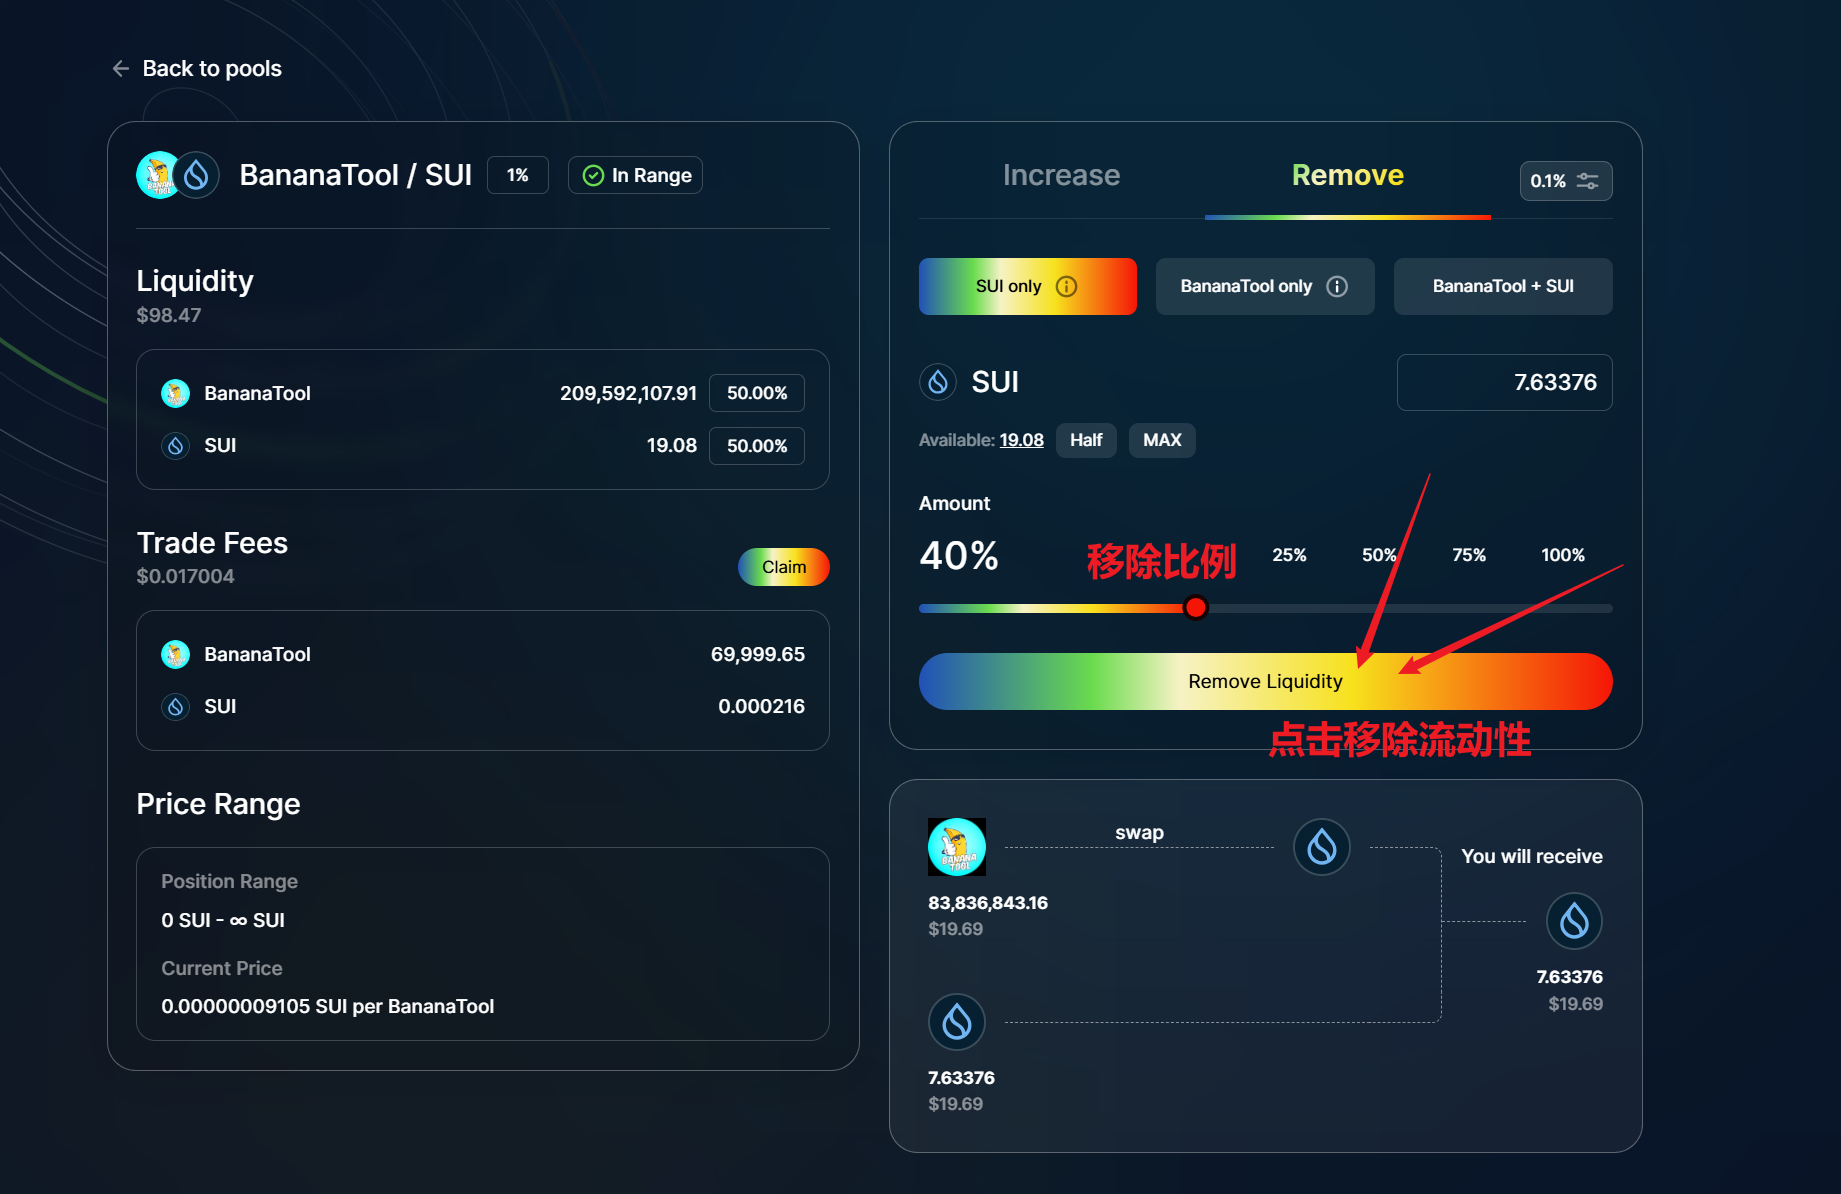 Back to pools
BananaTool / SUI
1%
In Range
Liquidity
$98.47
BananaTool
209,592,107.91
50.00%
SUI
19.08
50.00%
Trade Fees
$0.017004
Claim
BananaTool
69,999.65
SUI
0.000216
Price Range
Position Range
0 SUI - ∞ SUI
Current Price
0.00000009105 SUI per BananaTool
Increase
Remove
0.1%
SUI only
BananaTool only
BananaTool + SUI
SUI
7.63376
Available: 19.08
Half
MAX
Amount
40%
移除比例
25%
50%
75%
100%
Remove Liquidity
点击移除流动性
BANANA
TOOL
swap
You will receive
83,836,843.16
$19.69
7.63376
$19.69
7.63376
$19.69